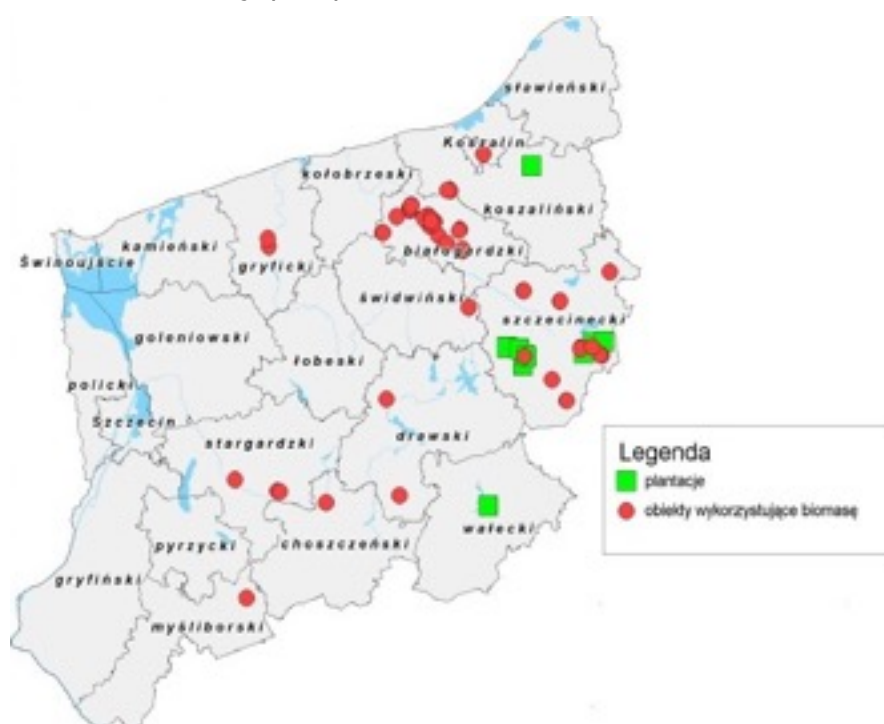 sławieński
Koszalin
kołobrzeski
koszaliński
kamieński
białogardzki
Świnoujście
gryficki
świdwiński
szczecinecki
goleniowski
łobeski
policki
Szczecin
drawski
stargardzki
Legenda
plantacje
obiekty wykorzystujące biomasę
wałecki
pyrzycki
choszczeński
gryfiński
myśliborski